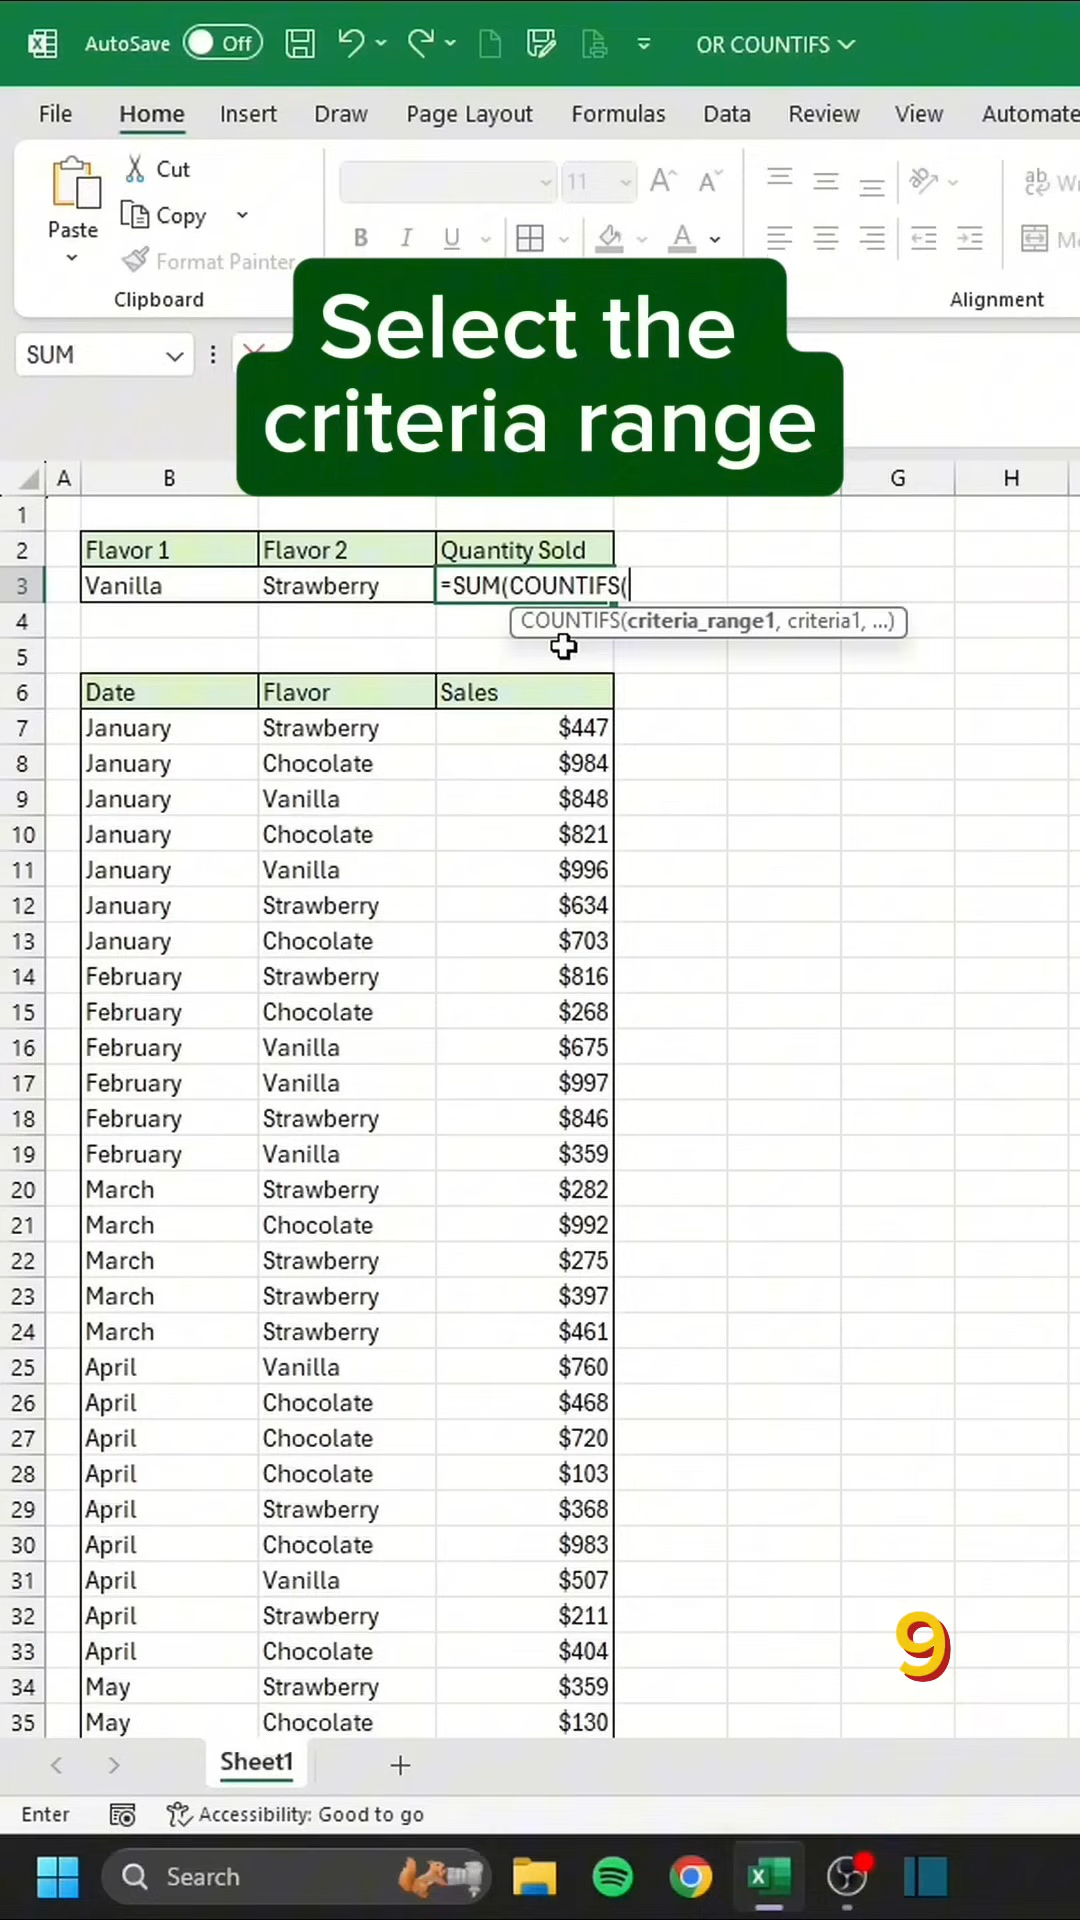 AutoSave Off OR COUNTIFS
File Home Insert Draw Page Layout Formulas Data Review View Automate
Cut
Copy
Paste
Format Painter
11
B I U A
ab
Clipboard
Alignment
Select the
criteria range
SUM
A B G H
1
2 Flavor 1 Flavor 2 Quantity Sold
3 Vanilla Strawberry =SUM(COUNTIFS(
4 COUNTIFS(criteria_range1, criteria1, ...)
5
6 Date Flavor Sales
7 January Strawberry $447
8 January Chocolate $984
9 January Vanilla $848
10 January Chocolate $821
11 January Vanilla $996
12 January Strawberry $634
13 January Chocolate $703
14 February Strawberry $816
15 February Chocolate $268
16 February Vanilla $675
17 February Vanilla $997
18 February Strawberry $846
19 February Vanilla $359
20 March Strawberry $282
21 March Chocolate $992
22 March Strawberry $275
23 March Strawberry $397
24 March Strawberry $461
25 April Vanilla $760
26 April Chocolate $468
27 April Chocolate $720
28 April Chocolate $103
29 April Strawberry $368
30 April Chocolate $983
31 April Vanilla $507
32 April Strawberry $211
33 April Chocolate $404
9
34 May Strawberry $359
35 May Chocolate $130
Sheet1
Enter Accessibility: Good to go
Search